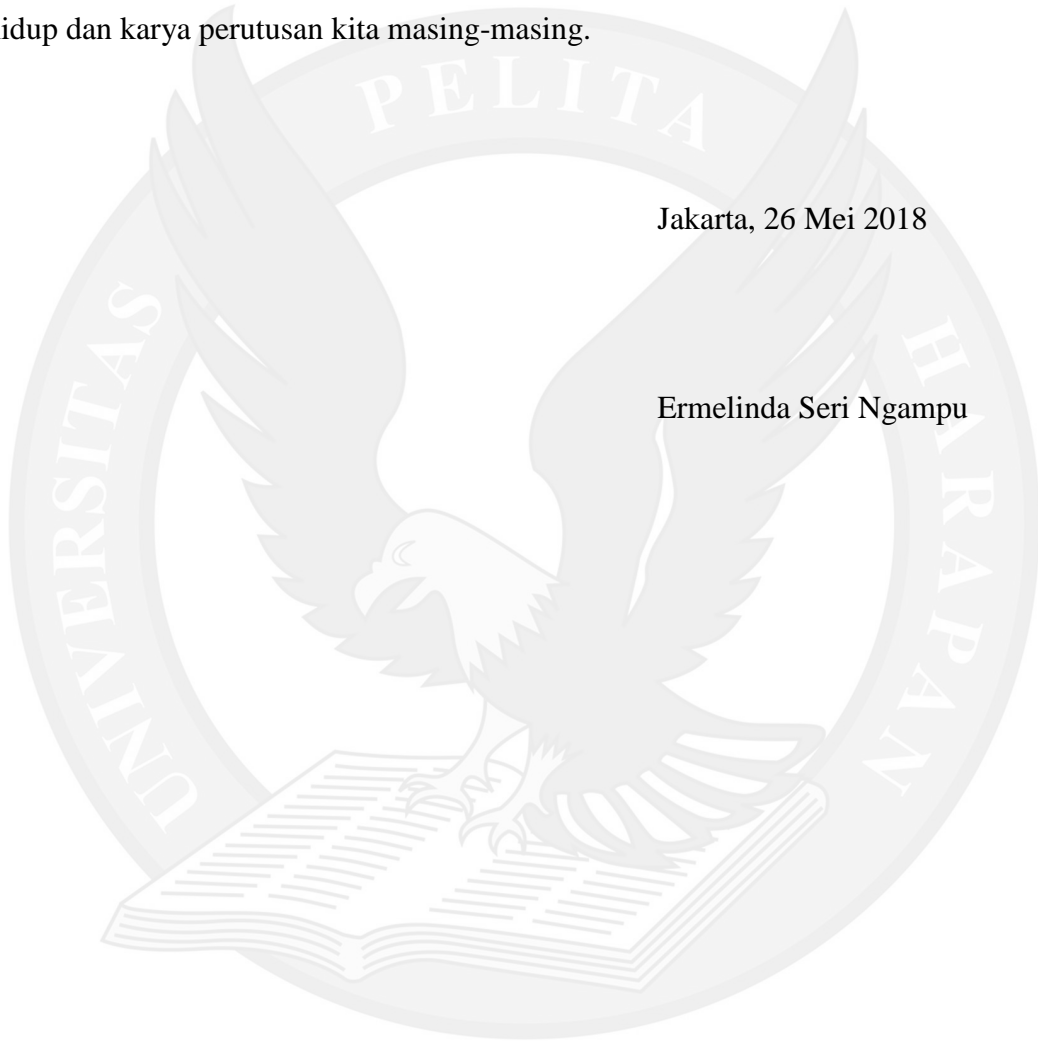 idup dan karya perutusan kita masing-masing.
Jakarta, 26 Mei 2018
Ermelinda Seri Ngampu
UNIVERSITAS PELITA HARAPAN